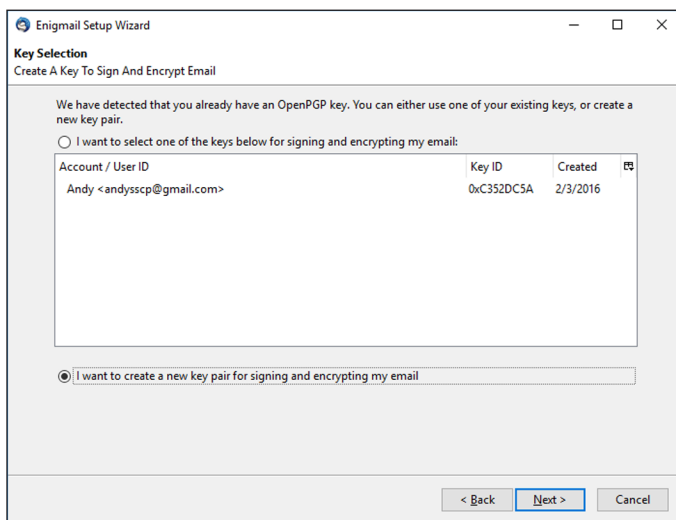 Enigmail Setup Wizard
Key Selection
Create A Key To Sign And Encrypt Email
We have detected that you already have an OpenPGP key. You can either use one of your existing keys, or create a
new key pair.
I want to select one of the keys below for signing and encrypting my email:
Account / User ID Key ID Created
Andy <andysscp@gmail.com> 0xC352DC5A 2/3/2016
I want to create a new key pair for signing and encrypting my email
< Back Next > Cancel